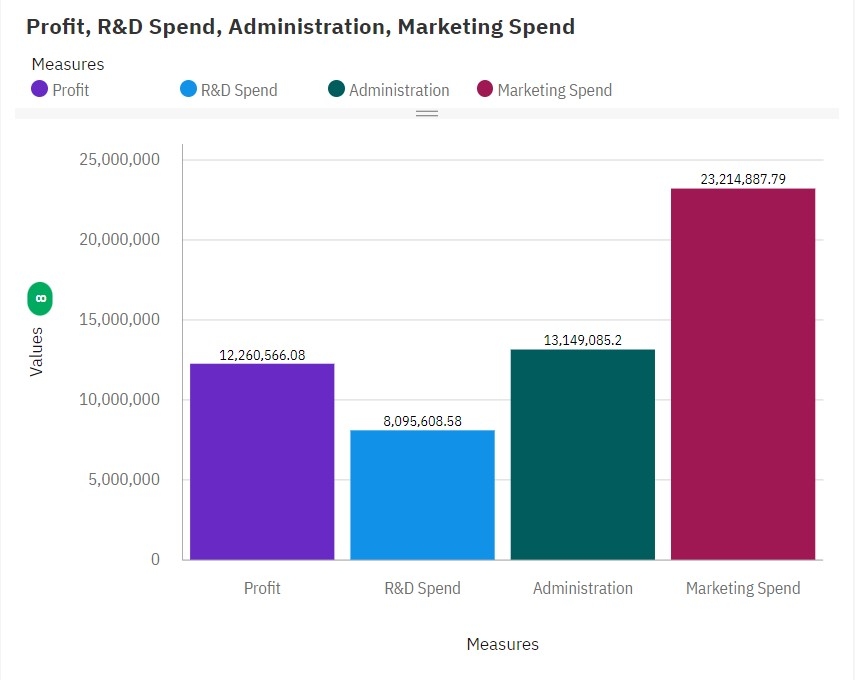 Profit, R&D Spend, Administration, Marketing Spend
Measures
Profit R&D Spend Administration Marketing Spend
25,000,000
23,214,887.79
20,000,000
15,000,000
13,149,085.2
12,260,566.08
10,000,000
8,095,608.58
5,000,000
0
Values
8
Profit R&D Spend Administration Marketing Spend
Measures